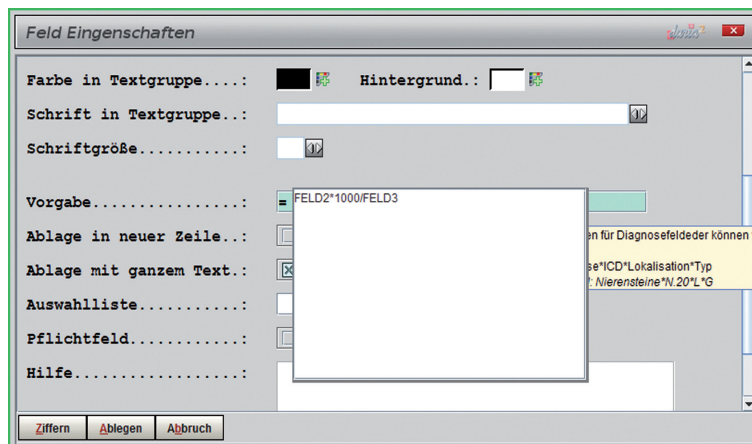 Feld Eingenschaften
Farbe in Textgruppe....: Hintergrund.:
Schrift in Textgruppe..:
Schriftgröße...........:
Vorgabe................: = FELD2*1000/FELD3
Ablage in neuer Zeile..: en für Diagnosefeldeder können
Ablage mit ganzem Text.: se*ICD*Lokalisation*Typ
Auswahlliste...........: Nierensteine*N.20*L*G
Pflichtfeld............:
Hilfe..................:
Ziffern Ablegen Abbruch